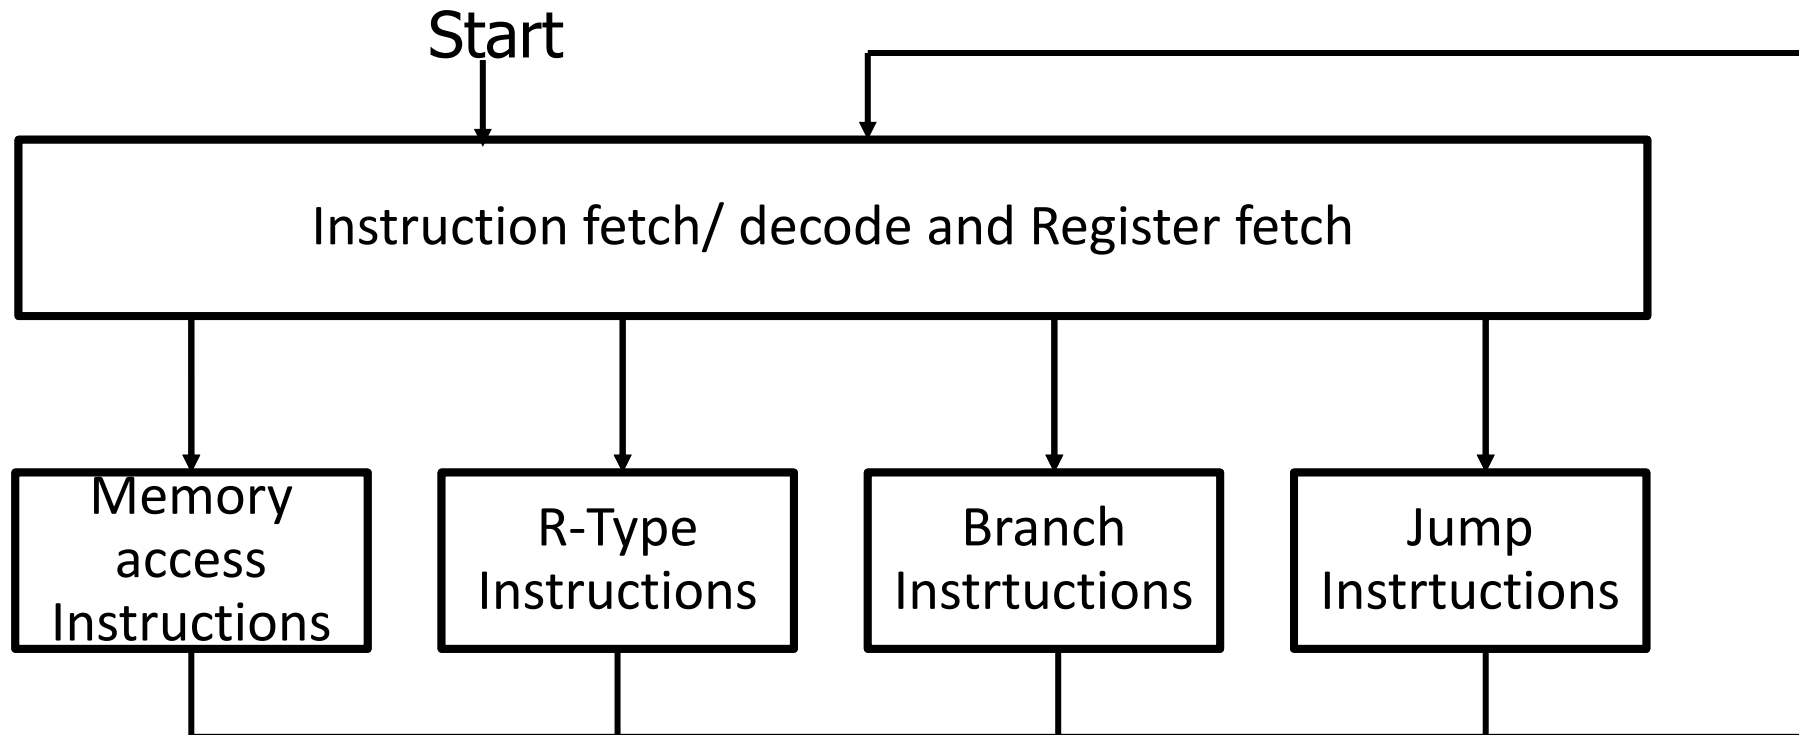 Start
Instruction fetch/ decode and Register fetch
Memory
access
Instructions
R-Type
Instructions
Branch
Instrtuctions
Jump
Instrtuctions